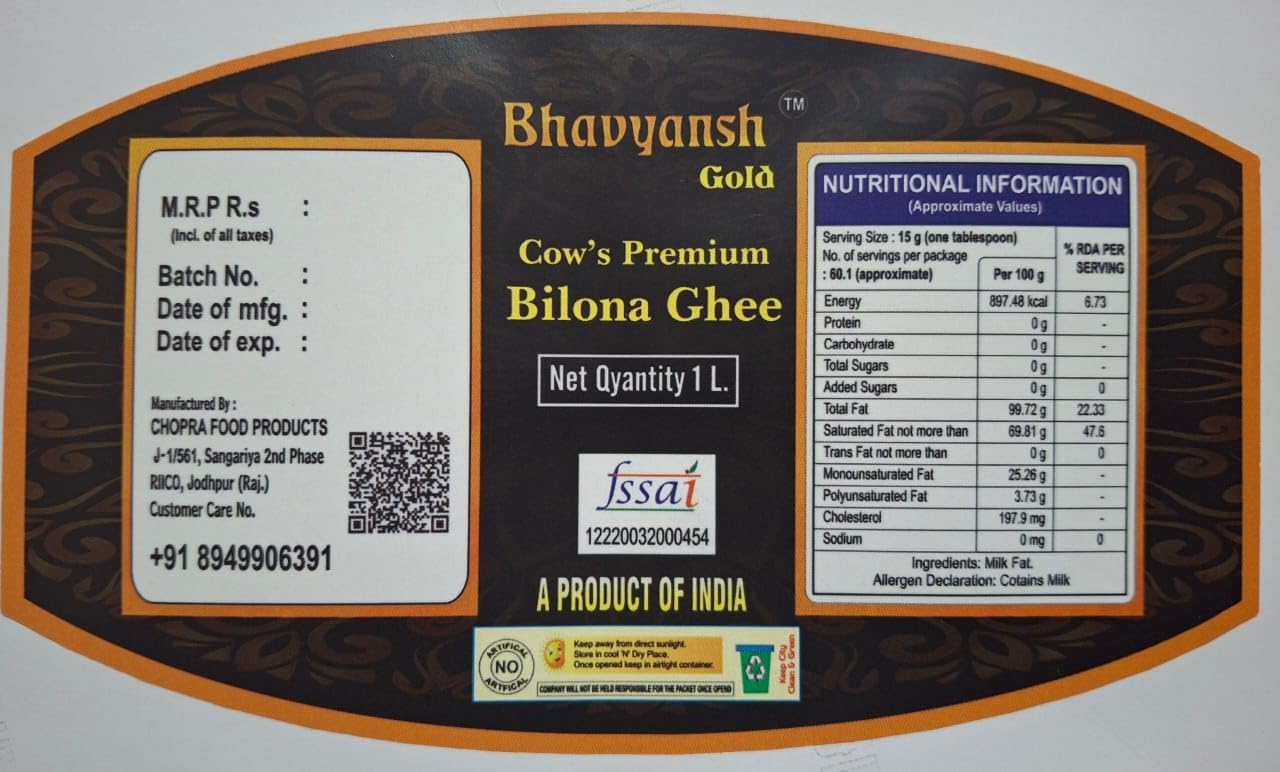 Bhavyansh TM
Gold
Cow's Premium
Bilona Ghee
Net Qyantity 1 L.
fssai
12220032000454
A PRODUCT OF INDIA
ARTIFICAL
NO
ARTFICAL
Keep away from direct sunlight.
Store in cool 'N' Dry Place.
Once opened keep in airtight container.
COMPANY WILL NOT BE HELD RESPONSIBLE FOR THE PACKET ONCE OPEND
Keep City
Clean & Green
M.R.P R.s :
(Incl. of all taxes)
Batch No. :
Date of mfg. :
Date of exp. :
Manufactured By :
CHOPRA FOOD PRODUCTS
J-1/561, Sangariya 2nd Phase
RIICO, Jodhpur (Raj.)
Customer Care No.
+91 8949906391
NUTRITIONAL INFORMATION
(Approximate Values)
Serving Size : 15 g (one tablespoon)
No. of servings per package
: 60.1 (approximate)
Per 100 g
% RDA PER
SERVING
Energy 897.48 kcal 6.73
Protein 0 g -
Carbohydrate 0 g -
Total Sugars 0 g -
Added Sugars 0 g 0
Total Fat 99.72 g 22.33
Saturated Fat not more than 69.81 g 47.6
Trans Fat not more than 0 g 0
Monounsaturated Fat 25.26 g -
Polyunsaturated Fat 3.73 g -
Cholesterol 197.9 mg -
Sodium 0 mg 0
Ingredients: Milk Fat.
Allergen Declaration: Cotains Milk